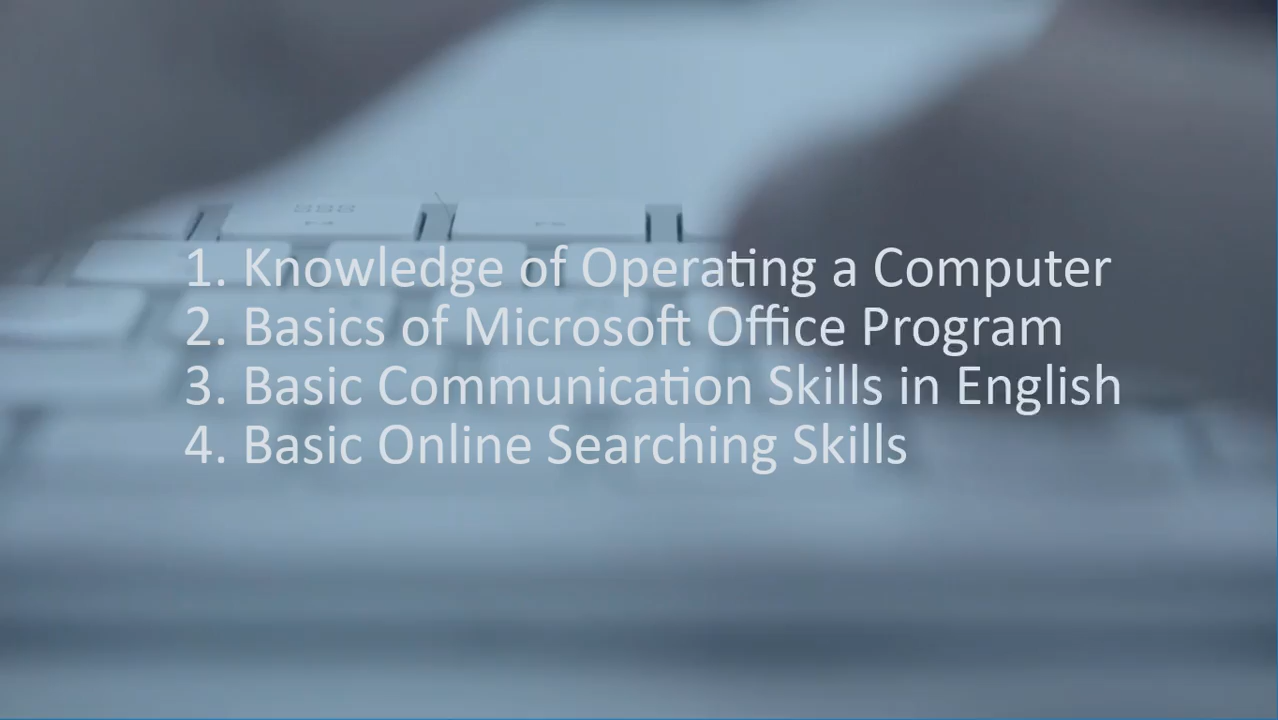 1. Knowledge of Operating a Computer
2. Basics of Microsoft Office Program
3. Basic Communication Skills in English
4. Basic Online Searching Skills